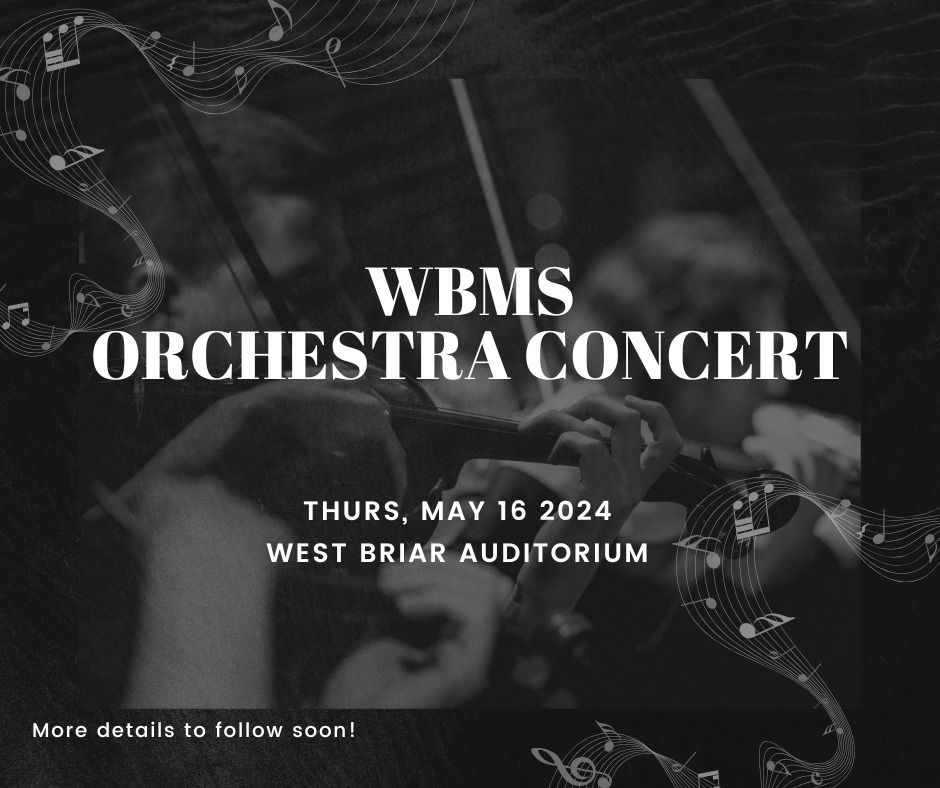 WBMS
ORCHESTRA CONCERT
THURS, MAY 16 2024
WEST BRIAR AUDITORIUM
More details to follow soon!